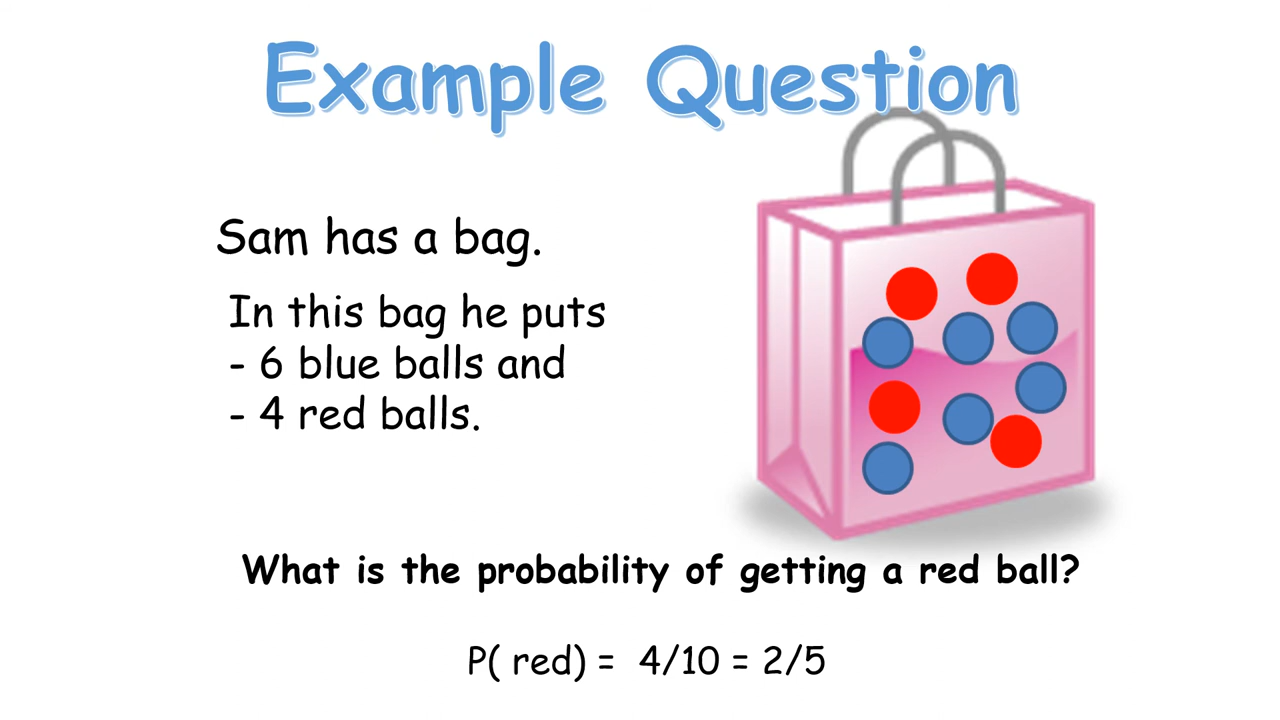 Example Question
Sam has a bag.
In this bag he puts
- 6 blue balls and
- 4 red balls.
What is the probability of getting a red ball?
P( red) = 4/10 = 2/5